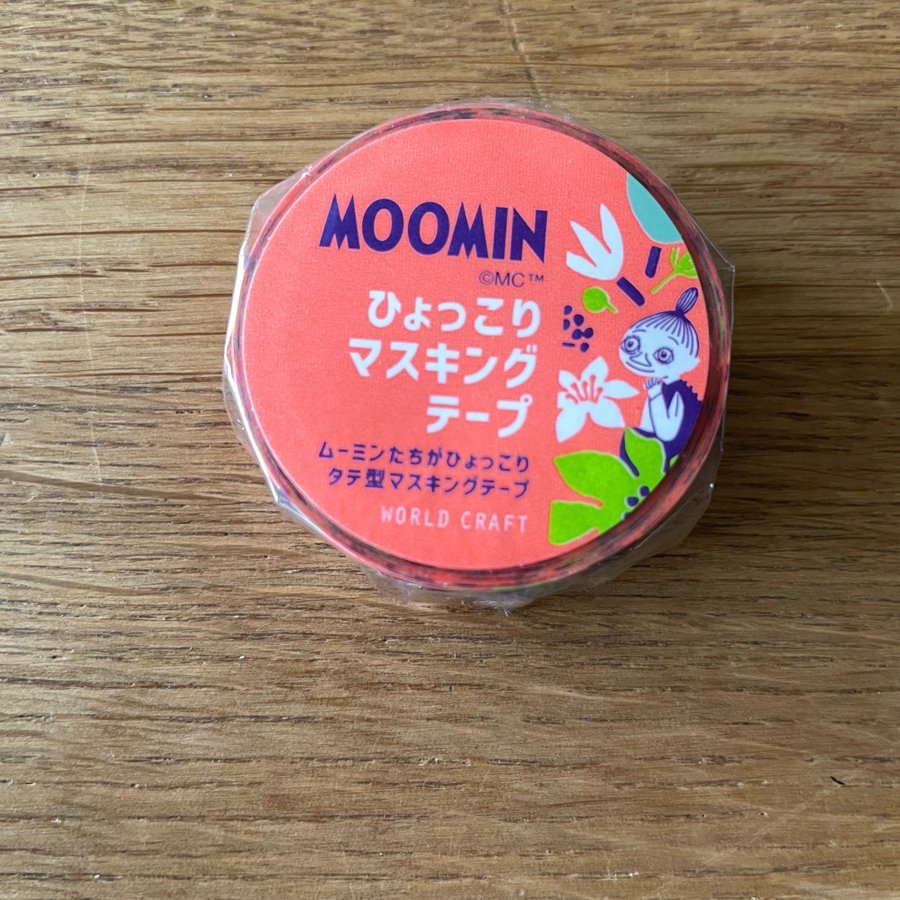 MOOMIN
©MC™
ひょっこり
マスキング
テープ
ムーミンたちがひょっこり
タテ型マスキングテープ
WORLD CRAFT